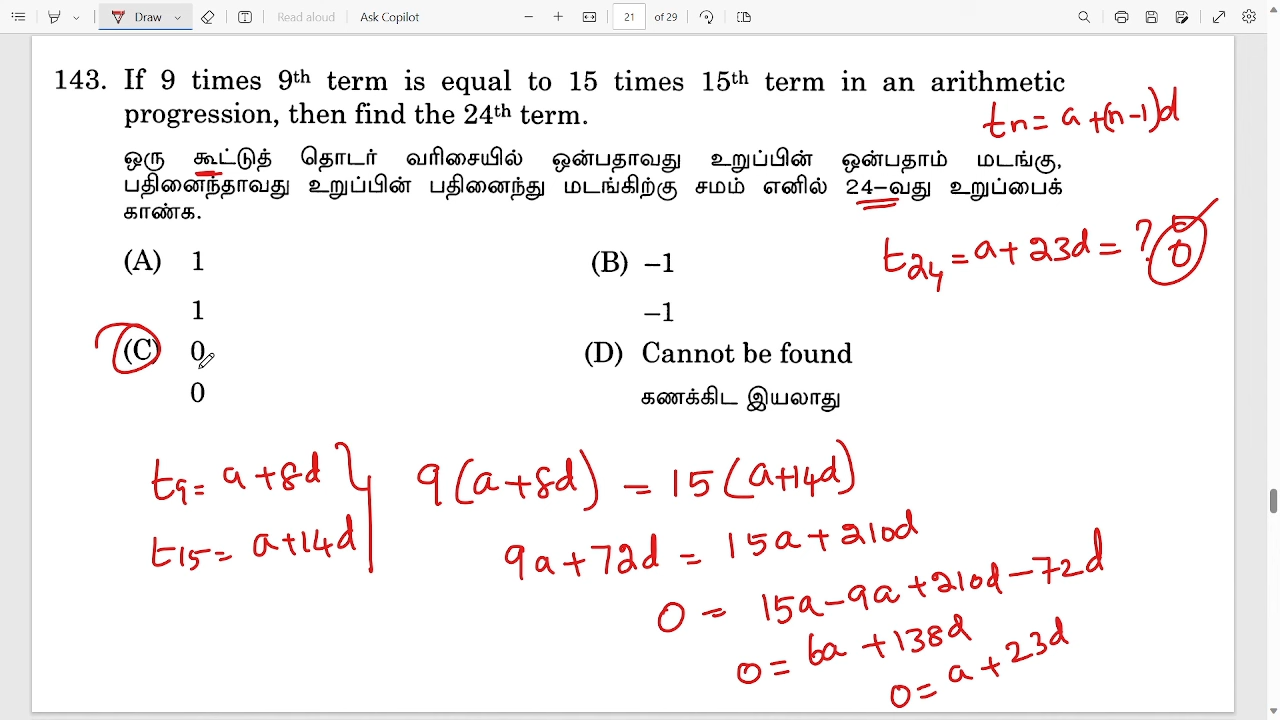 Draw
Read aloud
Ask Copilot
21
of 29
143. If 9 times 9th term is equal to 15 times 15th term in an arithmetic
progression, then find the 24th term.
tn = a+(n-1)d
ஒரு கூட்டுத் தொடர் வரிசையில் ஒன்பதாவது உறுப்பின் ஒன்பதாம் மடங்கு,
பதினைந்தாவது உறுப்பின் பதினைந்து மடங்கிற்கு சமம் எனில் 24–வது உறுப்பைக்
காண்க.
t24 = a+23d = ? 0
(A) 1
1
(B) –1
–1
(C) 0
0
(D) Cannot be found
கணக்கிட இயலாது
t9 = a+8d
t15 = a+14d
9(a+8d) = 15(a+14d)
9a+72d = 15a+210d
0 = 15a-9a+210d-72d
0 = 6a+138d
0 = a+23d